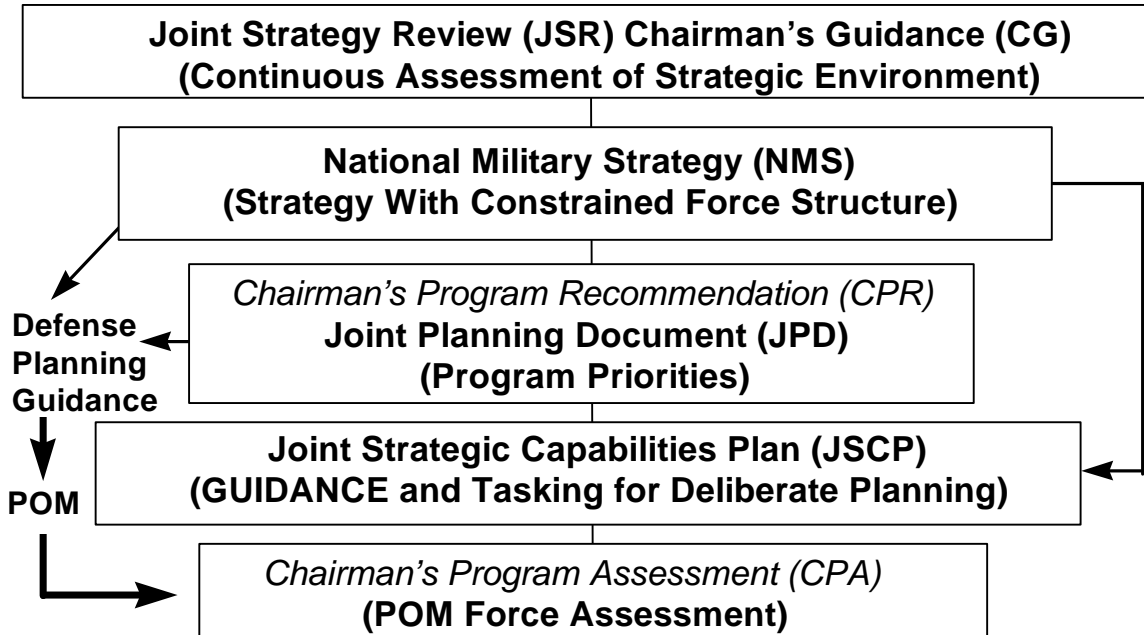 Joint Strategy Review (JSR) Chairman’s Guidance (CG)
(Continuous Assessment of Strategic Environment)
National Military Strategy (NMS)
(Strategy With Constrained Force Structure)
Chairman’s Program Recommendation (CPR)
Joint Planning Document (JPD)
(Program Priorities)
Defense
Planning
Guidance
Joint Strategic Capabilities Plan (JSCP)
(GUIDANCE and Tasking for Deliberate Planning)
POM
Chairman’s Program Assessment (CPA)
(POM Force Assessment)